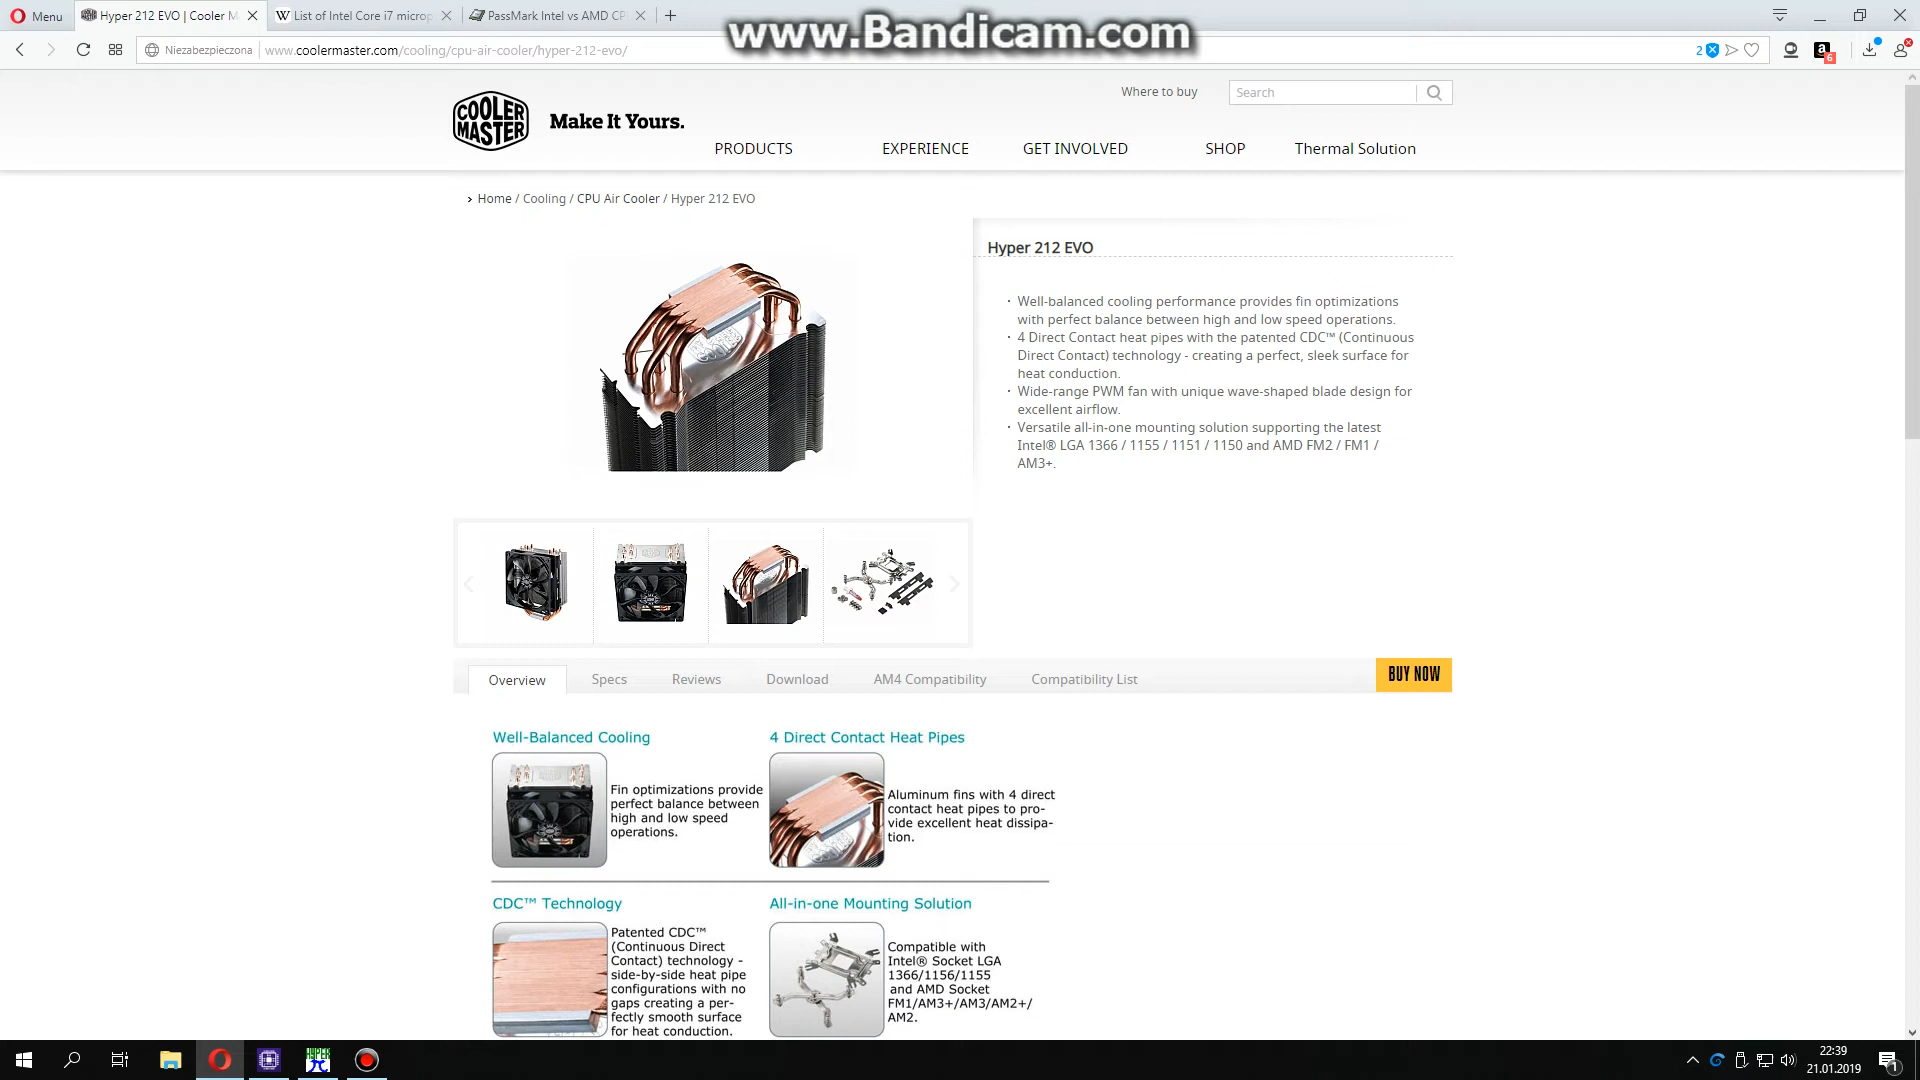 Menu
Hyper 212 EVO | Cooler M
List of Intel Core i7 microp
PassMark Intel vs AMD CP
www.Bandicam.com
Niezabezpieczona
www.coolermaster.com/cooling/cpu-air-cooler/hyper-212-evo/
2
6
COOLER
MASTER
Make It Yours.
Where to buy
Search
PRODUCTS
EXPERIENCE
GET INVOLVED
SHOP
Thermal Solution
› Home / Cooling / CPU Air Cooler / Hyper 212 EVO
Hyper 212 EVO
· Well-balanced cooling performance provides fin optimizations
with perfect balance between high and low speed operations.
· 4 Direct Contact heat pipes with the patented CDC™ (Continuous
Direct Contact) technology - creating a perfect, sleek surface for
heat conduction.
· Wide-range PWM fan with unique wave-shaped blade design for
excellent airflow.
· Versatile all-in-one mounting solution supporting the latest
Intel® LGA 1366 / 1155 / 1151 / 1150 and AMD FM2 / FM1 /
AM3+.
Overview
Specs
Reviews
Download
AM4 Compatibility
Compatibility List
BUY NOW
Well-Balanced Cooling
Fin optimizations provide
perfect balance between
high and low speed
operations.
4 Direct Contact Heat Pipes
Aluminum fins with 4 direct
contact heat pipes to pro-
vide excellent heat dissipa-
tion.
CDC™ Technology
Patented CDC™
(Continuous Direct
Contact) technology -
side-by-side heat pipe
configurations with no
gaps creating a per-
fectly smooth surface
for heat conduction.
All-in-one Mounting Solution
Compatible with
Intel® Socket LGA
1366/1156/1155
and AMD Socket
FM1/AM3+/AM3/AM2+/
AM2.
HYPER
π
22:39
21.01.2019
1